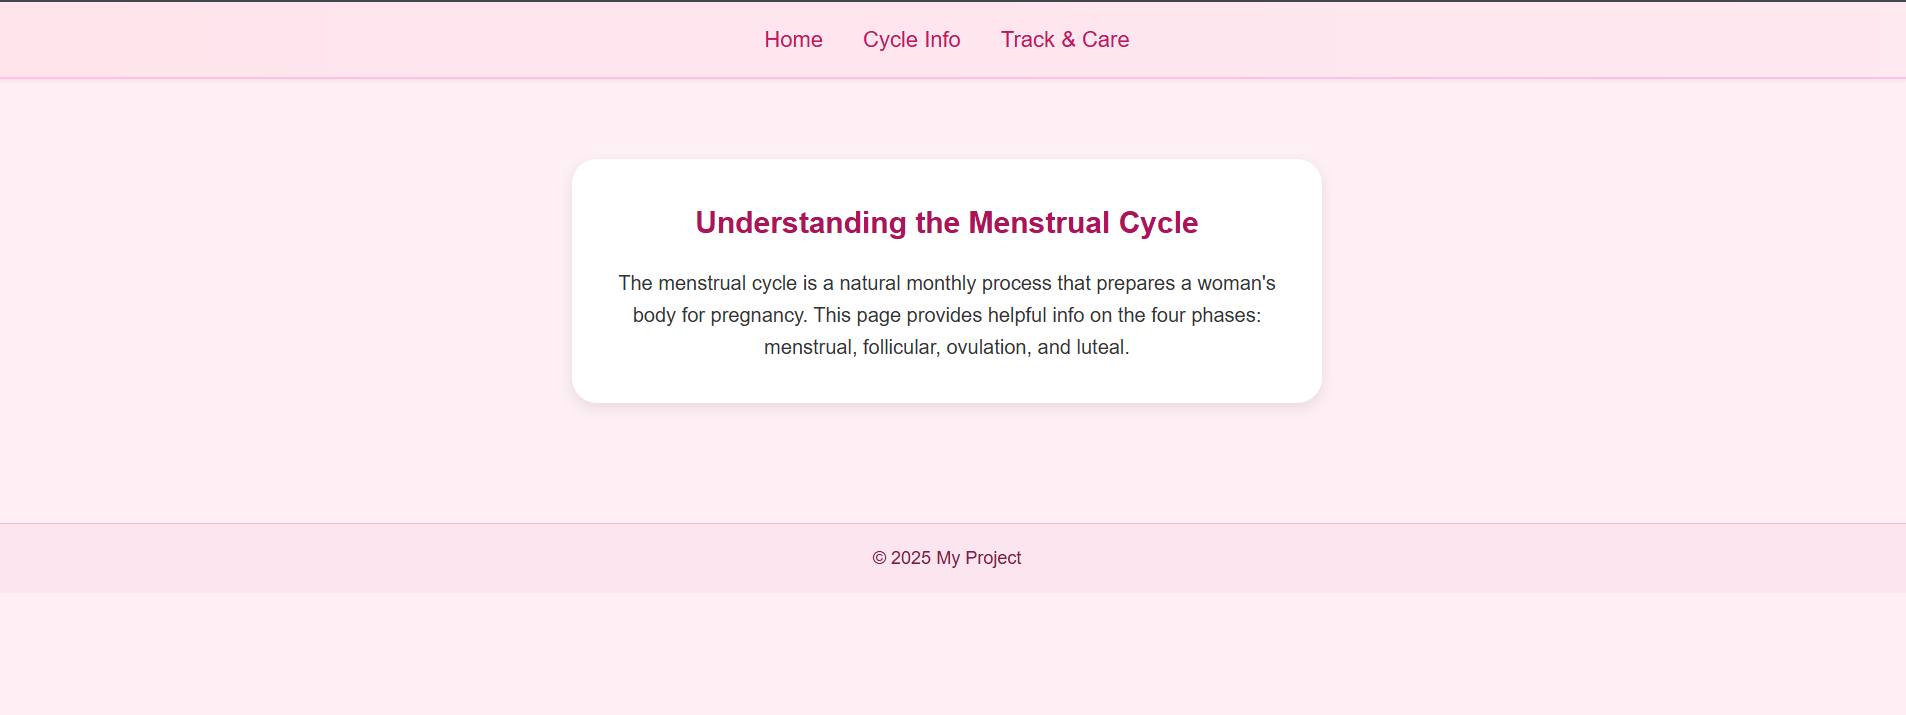 Home Cycle Info Track & Care
Understanding the Menstrual Cycle
The menstrual cycle is a natural monthly process that prepares a woman's
body for pregnancy. This page provides helpful info on the four phases:
menstrual, follicular, ovulation, and luteal.
© 2025 My Project